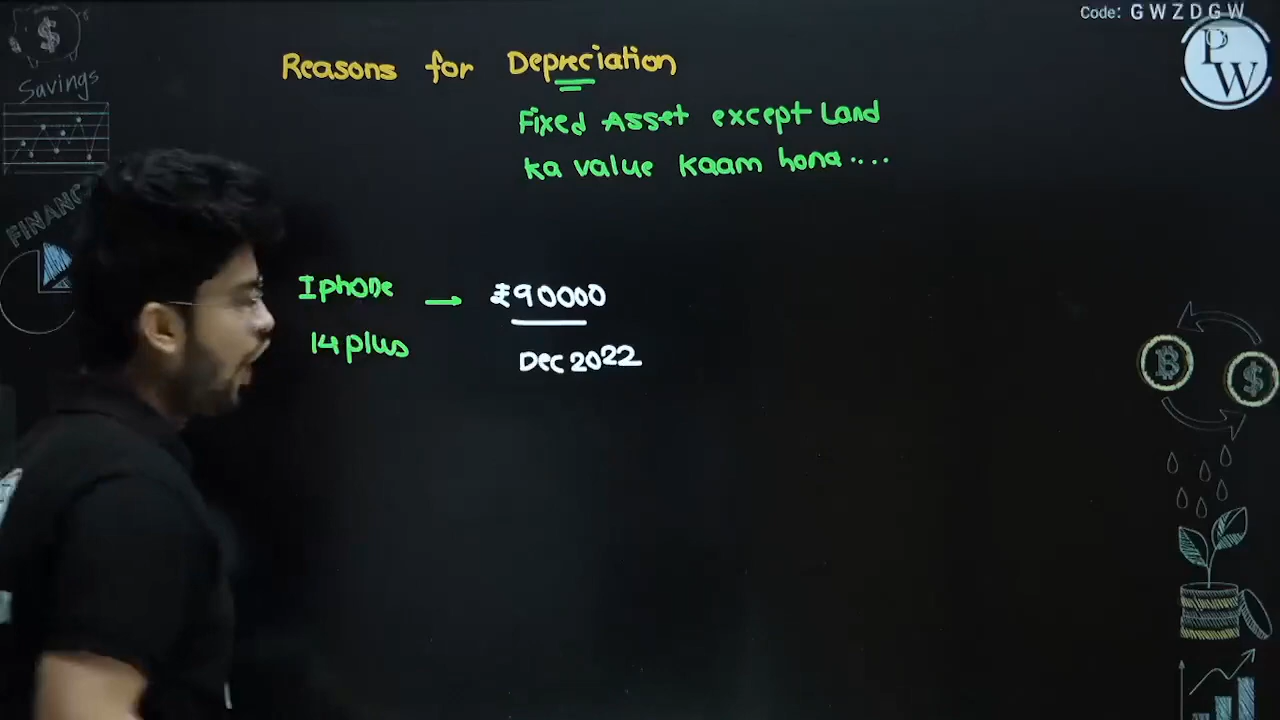 Code: G W Z D G W
PW
Savings
FINANC
Reasons for Depreciation
Fixed Asset except Land
ka value kaam hona....
Iphone → ₹90000
14 plus
Dec 2022